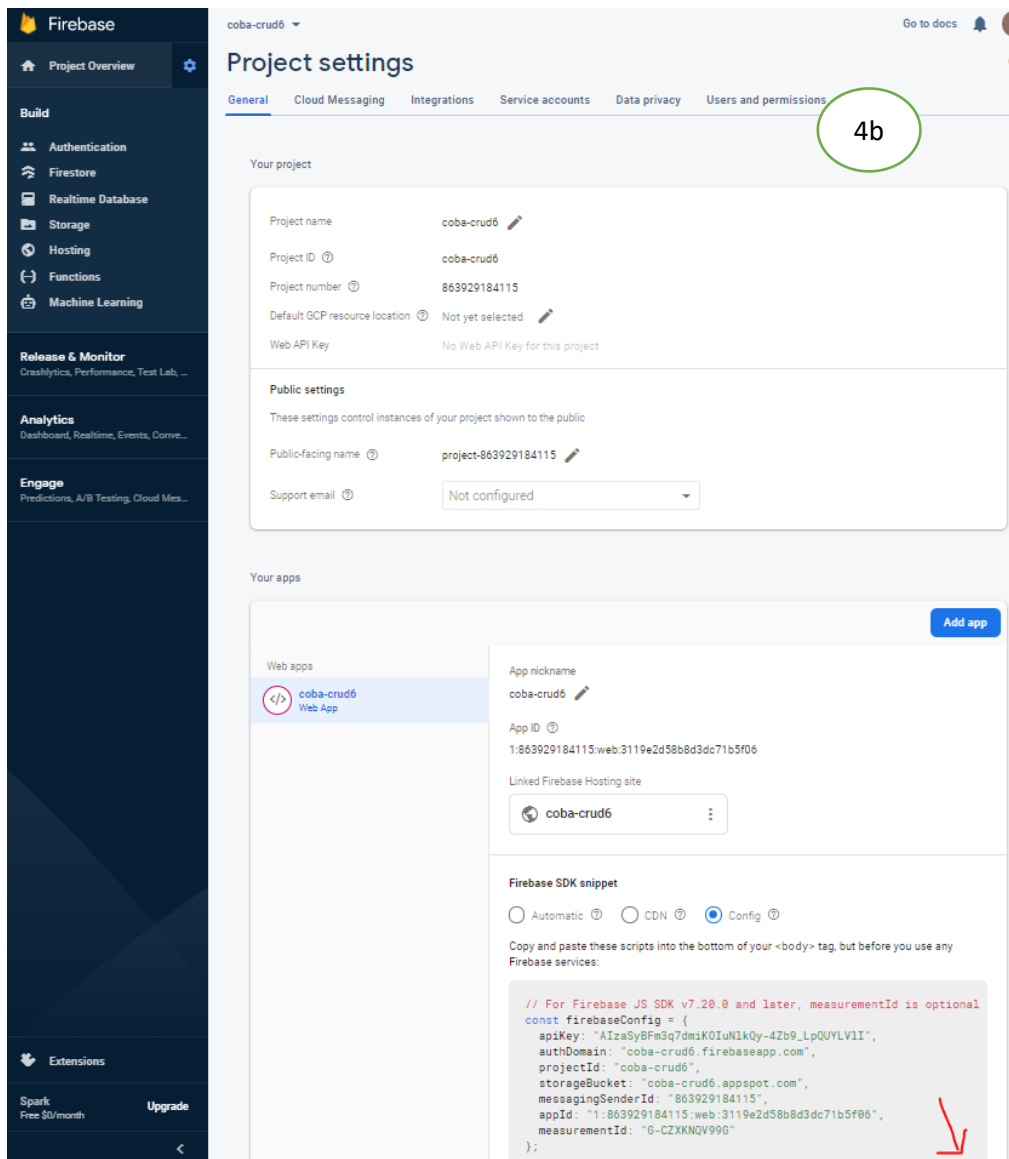 Firebase
Project Overview
Build
Authentication
Firestore
Realtime Database
Storage
Hosting
Functions
Machine Learning
Release & Monitor
Crashlytics, Performance, Test Lab, ...
Analytics
Dashboard, Realtime, Events, Conve...
Engage
Predictions, A/B Testing, Cloud Mes...
Extensions
Spark
Free $0/month
Upgrade
coba-crud6
Go to docs
Project settings
General Cloud Messaging Integrations Service accounts Data privacy Users and permissions
4b
Your project
Project name coba-crud6
Project ID coba-crud6
Project number 863929184115
Default GCP resource location Not yet selected
Web API Key No Web API Key for this project
Public settings
These settings control instances of your project shown to the public
Public-facing name project-863929184115
Support email Not configured
Your apps
Add app
Web apps
coba-crud6
Web App
App nickname
coba-crud6
App ID
1:863929184115:web:3119e2d58b8d3dc71b5f06
Linked Firebase Hosting site
coba-crud6
Firebase SDK snippet
Automatic CDN Config
Copy and paste these scripts into the bottom of your <body> tag, but before you use any
Firebase services:
// For Firebase JS SDK v7.20.0 and later, measurementId is optional
const firebaseConfig = {
apiKey: "AIzaSyBFm3q7dmiKOIuNlkQy-4Zb9_LpQUYLVlI",
authDomain: "coba-crud6.firebaseapp.com",
projectId: "coba-crud6",
storageBucket: "coba-crud6.appspot.com",
messagingSenderId: "863929184115",
appId: "1:863929184115:web:3119e2d58b8d3dc71b5f06",
measurementId: "G-CZXKNQV99G"
};